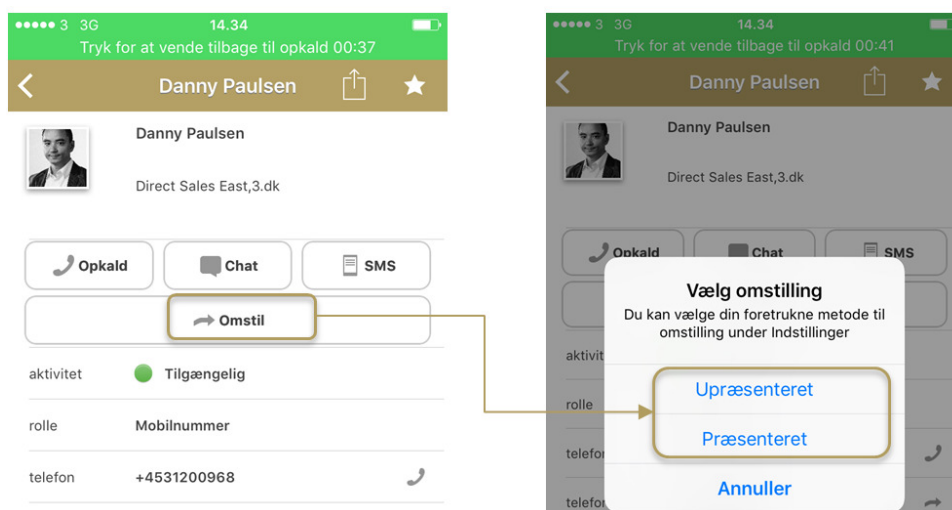 3 3G 14.34
Tryk for at vende tilbage til opkald 00:37
Danny Paulsen
Danny Paulsen
Direct Sales East,3.dk
Opkald Chat SMS
Omstil
aktivitet Tilgængelig
rolle Mobilnummer
telefon +4531200968
3 3G 14.34
Tryk for at vende tilbage til opkald 00:41
Danny Paulsen
Danny Paulsen
Direct Sales East,3.dk
Opkald Chat SMS
Vælg omstilling
Du kan vælge din foretrukne metode til
omstilling under Indstillinger
aktivit
rolle
Upræsenteret
telefo
Præsenteret
Annuller
telefo